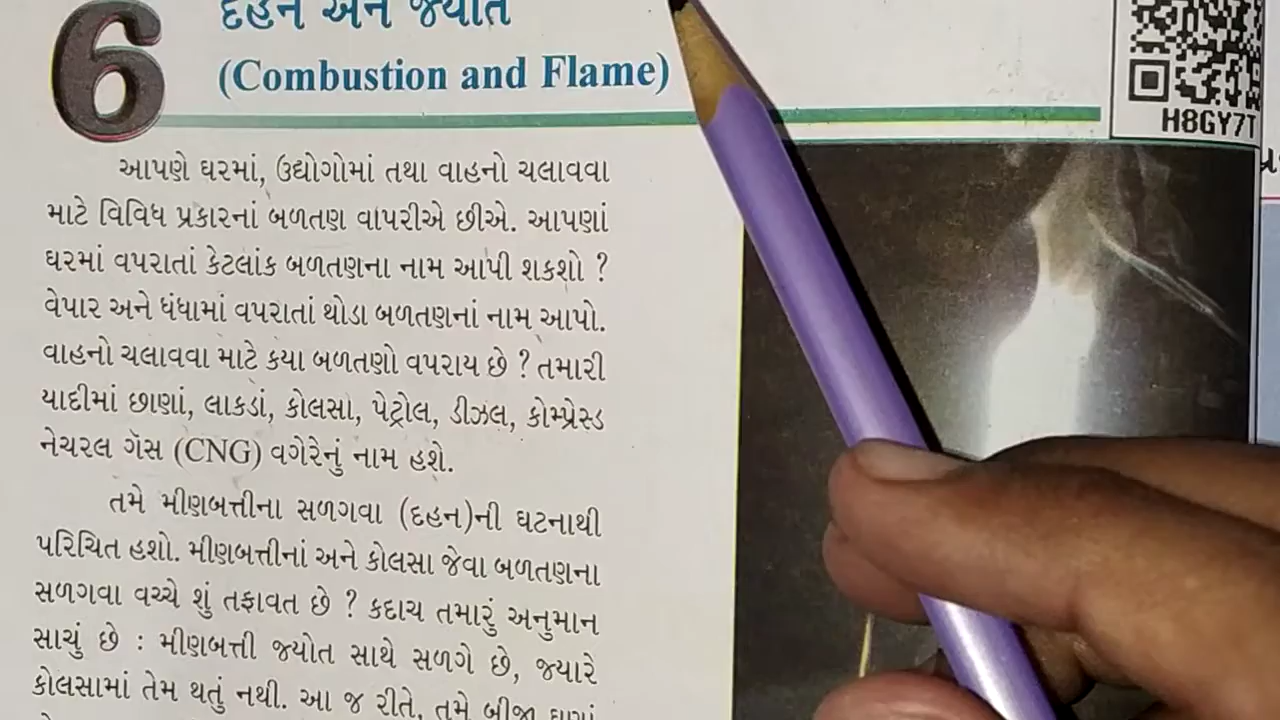 6
દહન અને જ્યોત
(Combustion and Flame)
H8GY7T
આપણે ઘરમાં, ઉદ્યોગોમાં તથા વાહનો ચલાવવા
માટે વિવિધ પ્રકારનાં બળતણ વાપરીએ છીએ. આપણાં
ઘરમાં વપરાતાં કેટલાંક બળતણના નામ આપી શકશો ?
વેપાર અને ધંધામાં વપરાતાં થોડા બળતણનાં નામ આપો.
વાહનો ચલાવવા માટે કયા બળતણો વપરાય છે ? તમારી
યાદીમાં છાણાં, લાકડાં, કોલસા, પેટ્રોલ, ડીઝલ, કોમ્પ્રેસ્ડ
નેચરલ ગૅસ (CNG) વગેરેનું નામ હશે.
તમે મીણબત્તીના સળગવા (દહન)ની ઘટનાથી
પરિચિત હશો. મીણબત્તીનાં અને કોલસા જેવા બળતણના
સળગવા વચ્ચે શું તફાવત છે ? કદાચ તમારું અનુમાન
સાચું છે : મીણબત્તી જ્યોત સાથે સળગે છે, જ્યારે
કોલસામાં તેમ થતું નથી. આ જ રીતે, તમે બીજા ઘણાં